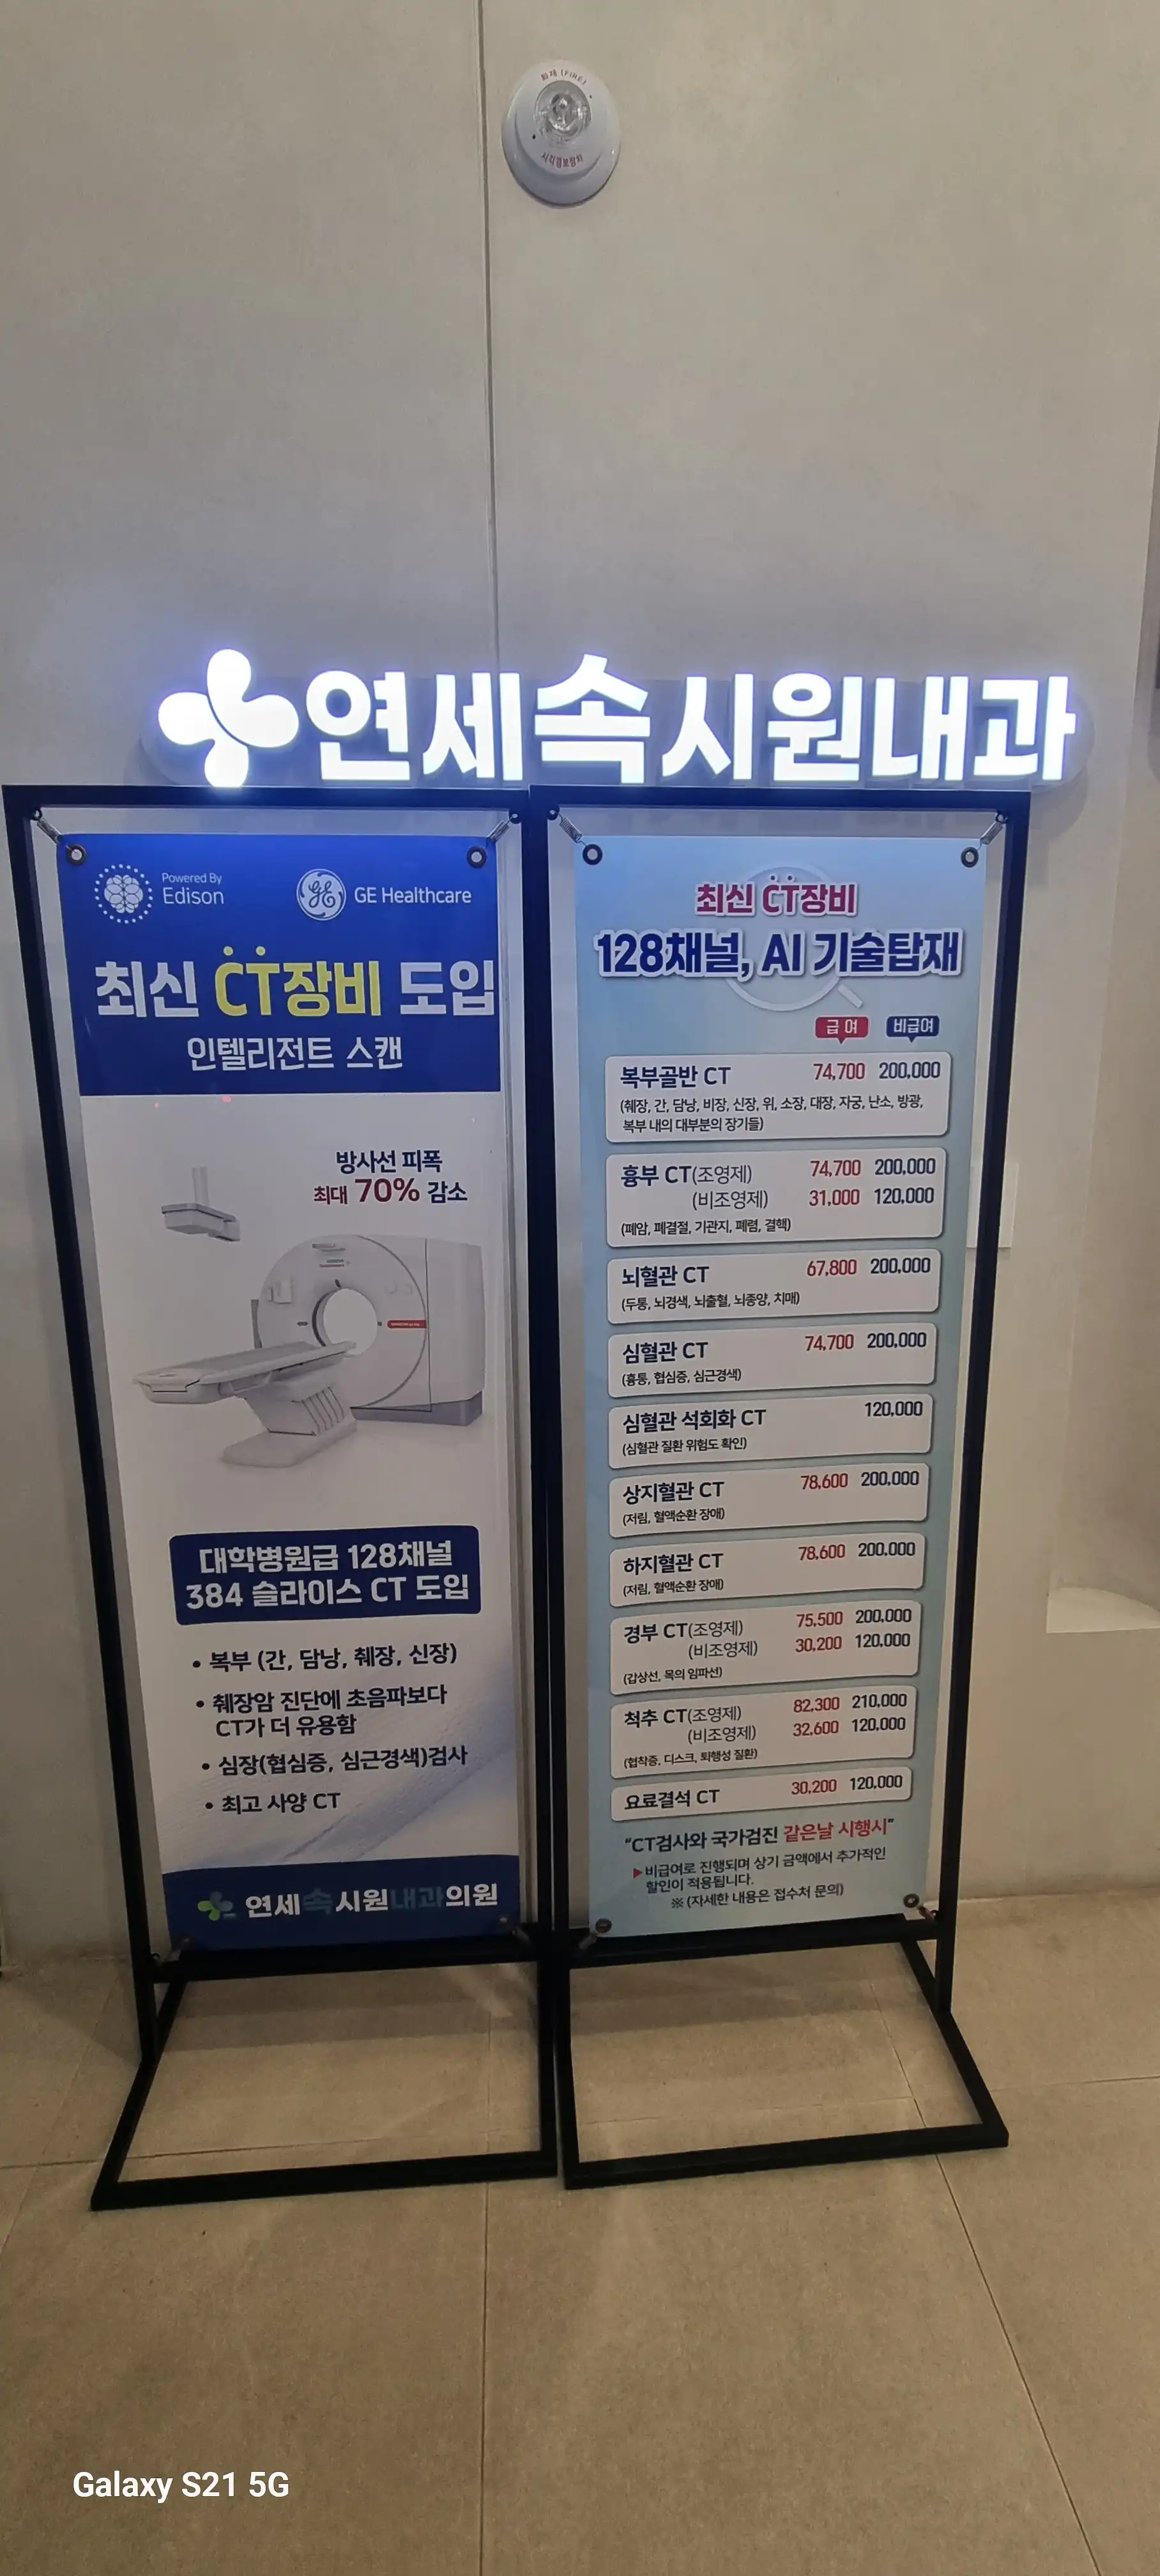 화재 (FIRE)
시각경보장치
연세속시원내과
Powered By
Edison
GE Healthcare
최신 CT장비 도입
인텔리전트 스캔
방사선 피폭
최대 70% 감소
대학병원급 128채널
384 슬라이스 CT 도입
• 복부 (간, 담낭, 췌장, 신장)
• 췌장암 진단에 초음파보다
CT가 더 유용함
• 심장(협심증, 심근경색)검사
• 최고 사양 CT
연세속시원내과의원
최신 CT장비
128채널, AI 기술탑재
급여 비급여
복부골반 CT 74,700 200,000
(췌장, 간, 담낭, 비장, 신장, 위, 소장, 대장, 자궁, 난소, 방광,
복부 내의 대부분의 장기들)
흉부 CT(조영제) 74,700 200,000
(비조영제) 31,000 120,000
(폐암, 폐결절, 기관지, 폐렴, 결핵)
뇌혈관 CT 67,800 200,000
(두통, 뇌경색, 뇌출혈, 뇌종양, 치매)
심혈관 CT 74,700 200,000
(흉통, 협심증, 심근경색)
심혈관 석회화 CT 120,000
(심혈관 질환 위험도 확인)
상지혈관 CT 78,600 200,000
(저림, 혈액순환 장애)
하지혈관 CT 78,600 200,000
(저림, 혈액순환 장애)
경부 CT(조영제) 75,500 200,000
(비조영제) 30,200 120,000
(갑상선, 목의 임파선)
척추 CT(조영제) 82,300 210,000
(비조영제) 32,600 120,000
(협착증, 디스크, 퇴행성 질환)
요료결석 CT 30,200 120,000
“CT검사와 국가검진 같은날 시행시”
▶비급여로 진행되며 상기 금액에서 추가적인
할인이 적용됩니다.
※ (자세한 내용은 접수처 문의)
Galaxy S21 5G